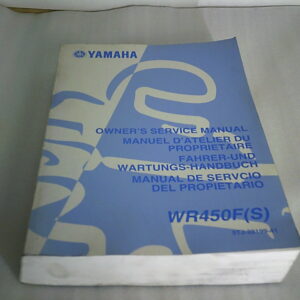 YAMAHA
OWNER'S SERVICE MANUAL
MANUEL D'ATELIER DU
PROPRIETAIRE
FAHRER-UND
WARTUNGS-HANDBUCH
MANUAL DE SERVCIO
DEL PROPIETARIO
WR450F(S)